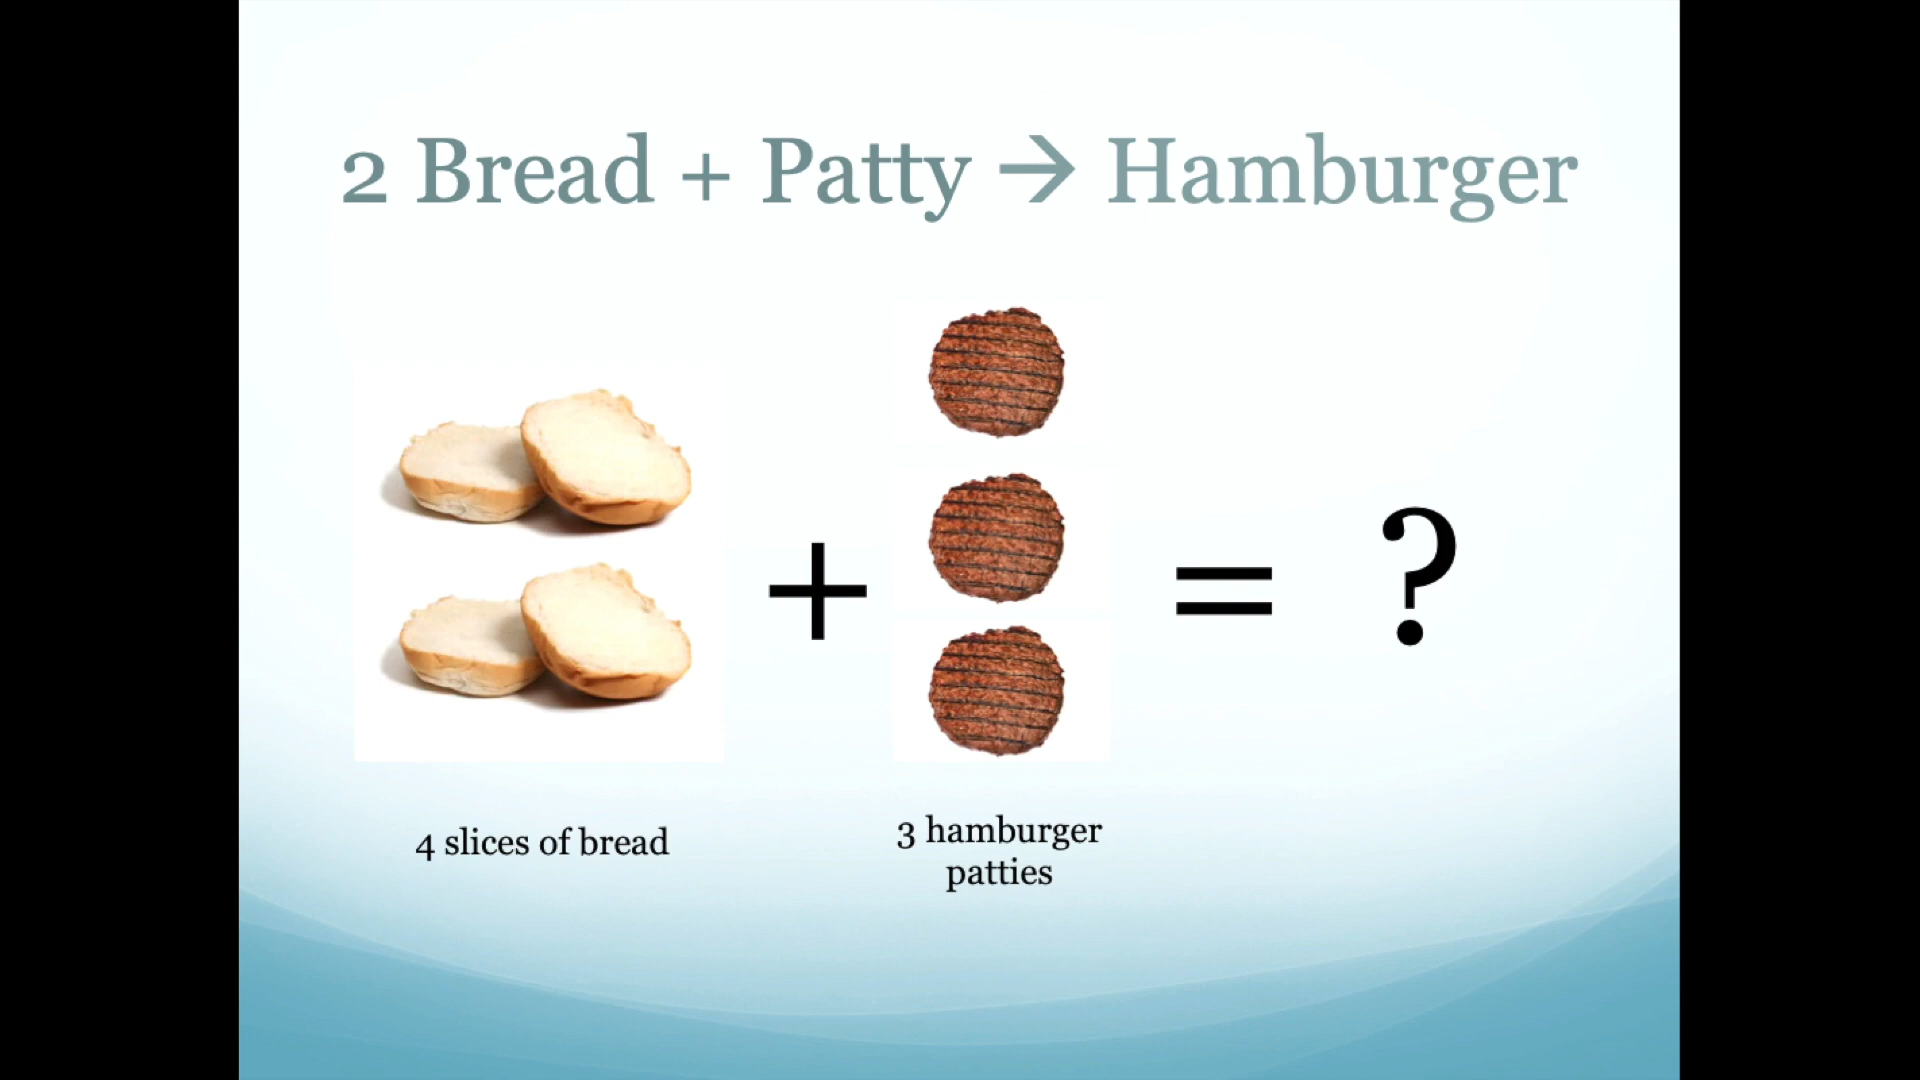 2 Bread + Patty → Hamburger
+
=
?
4 slices of bread
3 hamburger
patties